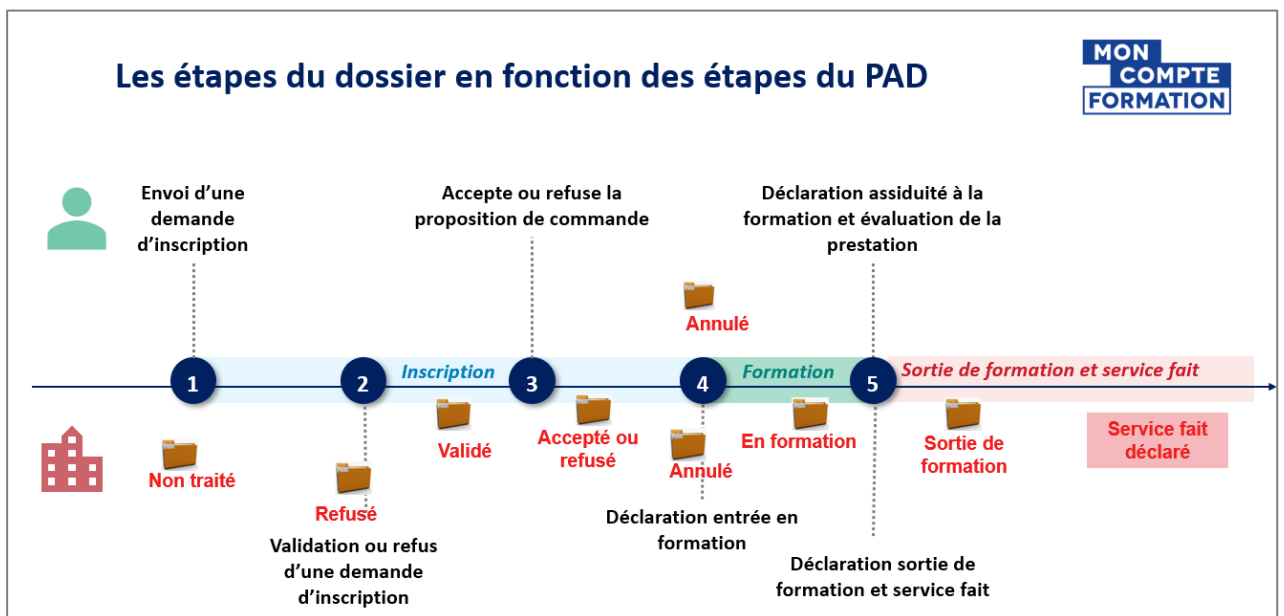 Les étapes du dossier en fonction des étapes du PAD
MON
COMPTE
FORMATION
Envoi d'une
demande
d'inscription
Accepte ou refuse la
proposition de commande
Déclaration assiduité à la
formation et évaluation de la
prestation
Annulé
1
2
Inscription
3
4
Formation
5
Sortie de formation et service fait
Non traité
Refusé
Validé
Accepté ou
refusé
Annulé
En formation
Sortie de
formation
Service fait
déclaré
Validation ou refus
d'une demande
d'inscription
Déclaration entrée en
formation
Déclaration sortie de
formation et service fait